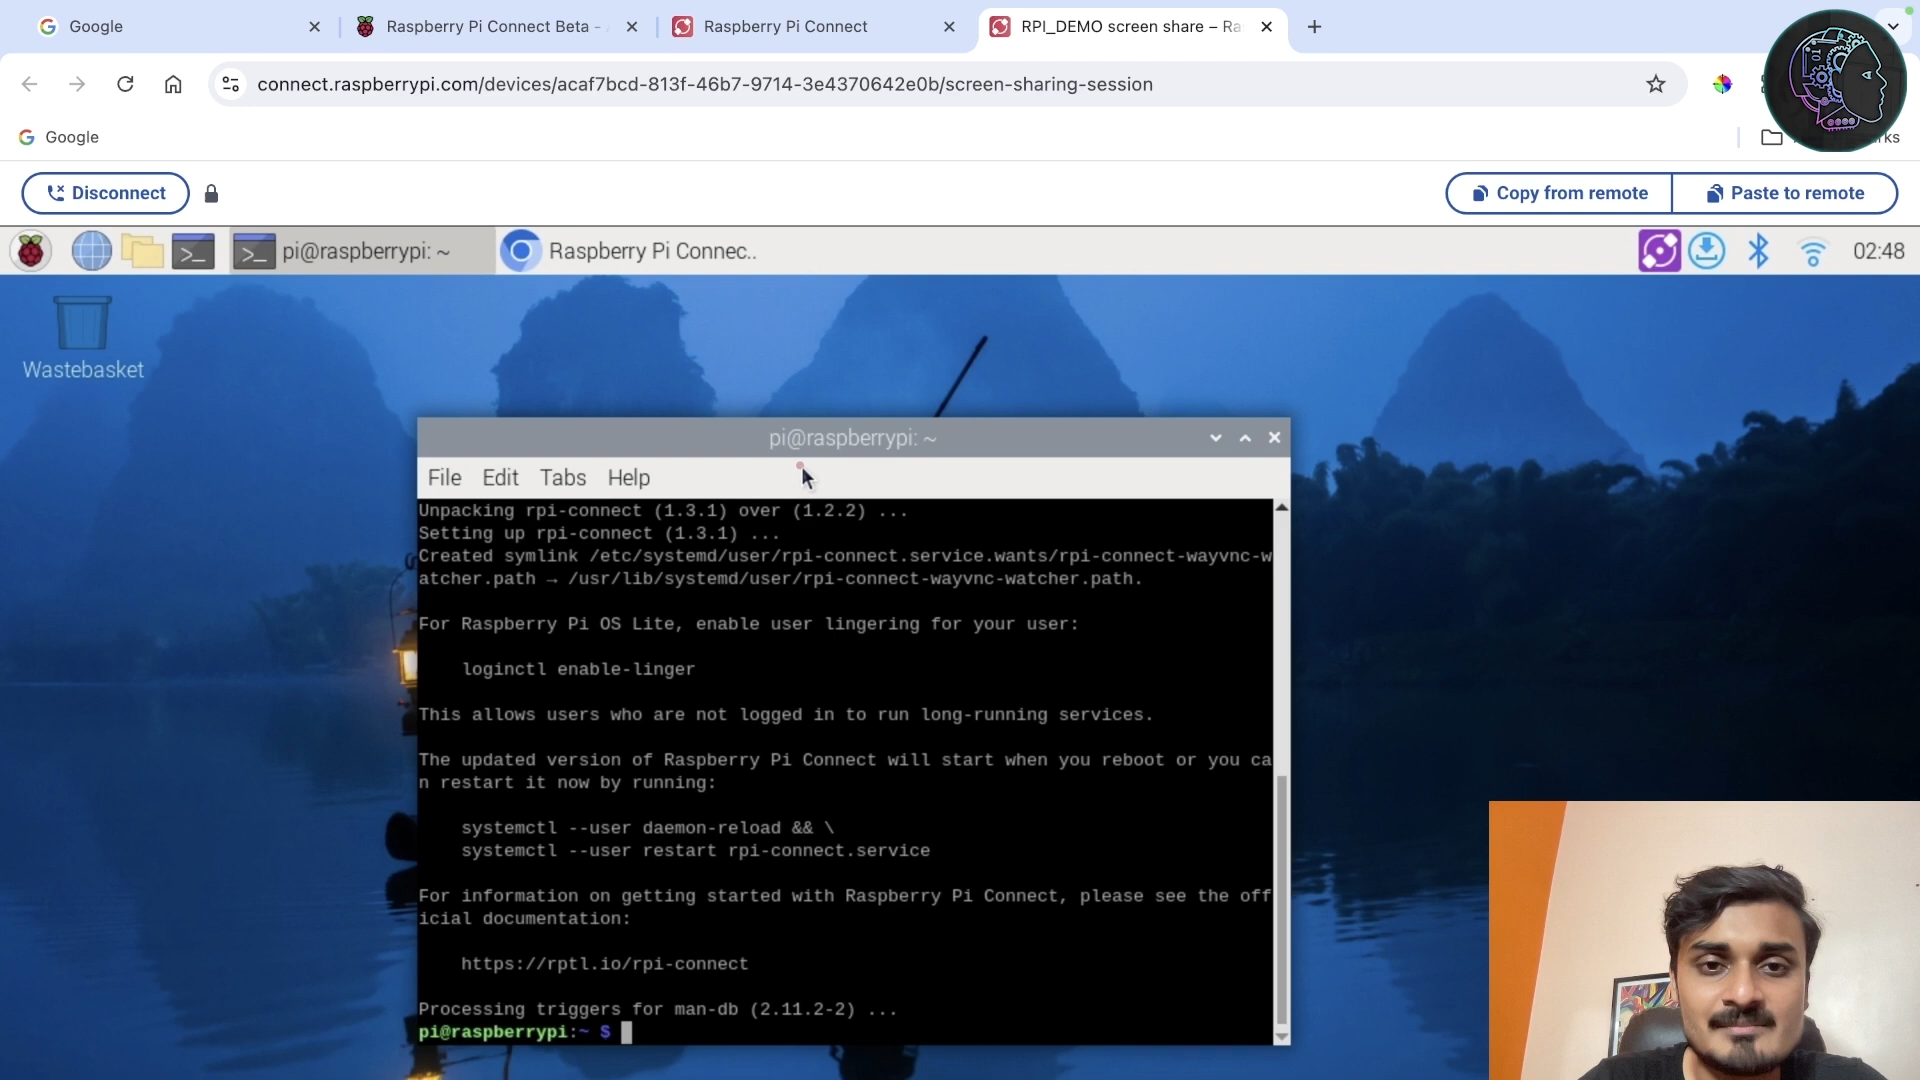 Google
Raspberry Pi Connect Beta -
Raspberry Pi Connect
RPI_DEMO screen share – Ra
connect.raspberrypi.com/devices/acaf7bcd-813f-46b7-9714-3e4370642e0b/screen-sharing-session
Google
rks
Disconnect
Copy from remote
Paste to remote
pi@raspberrypi: ~
Raspberry Pi Connec..
02:48
Wastebasket
pi@raspberrypi: ~
File Edit Tabs Help
Unpacking rpi-connect (1.3.1) over (1.2.2) ...
Setting up rpi-connect (1.3.1) ...
Created symlink /etc/systemd/user/rpi-connect.service.wants/rpi-connect-wayvnc-w
atcher.path → /usr/lib/systemd/user/rpi-connect-wayvnc-watcher.path.
For Raspberry Pi OS Lite, enable user lingering for your user:
loginctl enable-linger
This allows users who are not logged in to run long-running services.
The updated version of Raspberry Pi Connect will start when you reboot or you ca
n restart it now by running:
systemctl --user daemon-reload && \
systemctl --user restart rpi-connect.service
For information on getting started with Raspberry Pi Connect, please see the off
icial documentation:
https://rptl.io/rpi-connect
Processing triggers for man-db (2.11.2-2) ...
pi@raspberrypi:~ $